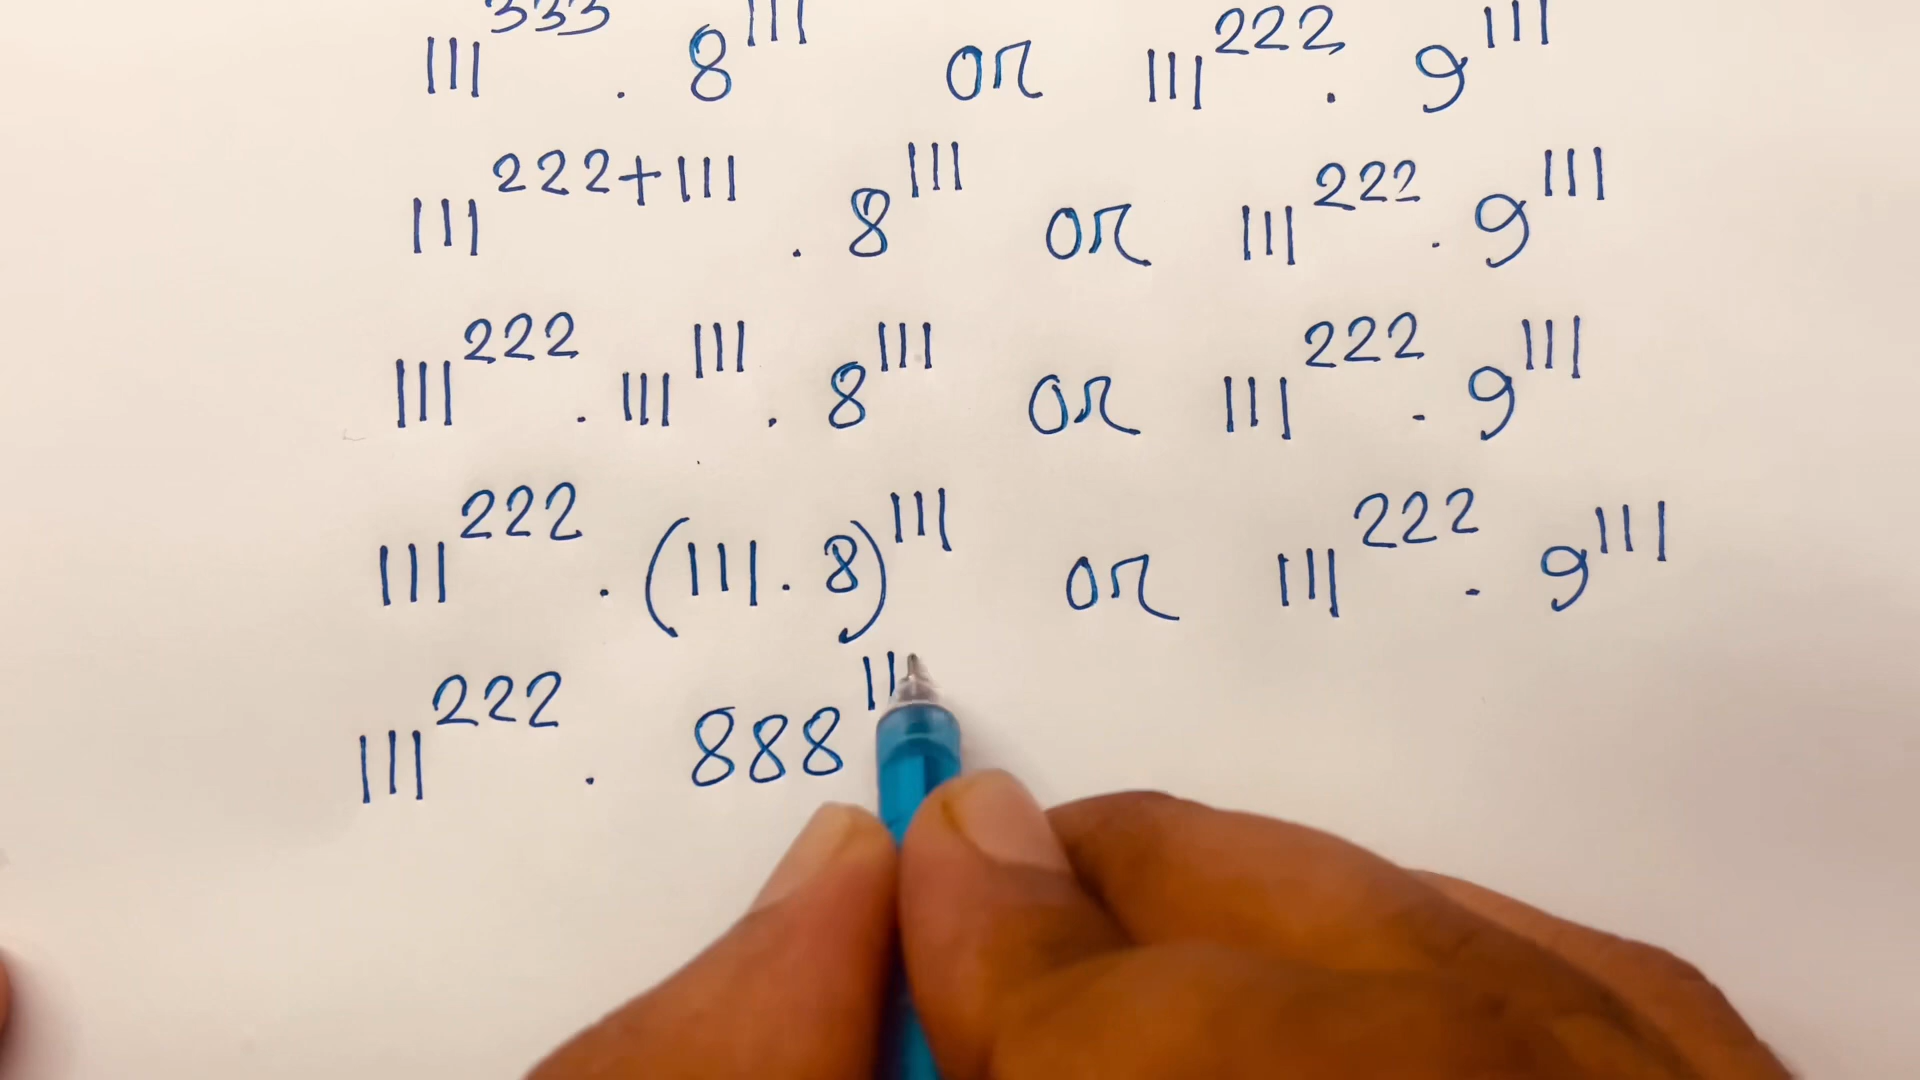 111^333 . 8^111 or 111^222 . 9^111
111^222+111 . 8^111 or 111^222 . 9^111
111^222 . 111^111 . 8^111 or 111^222 . 9^111
111^222 . (111 . 8)^111 or 111^222 . 9^111
111^222 . 888^11